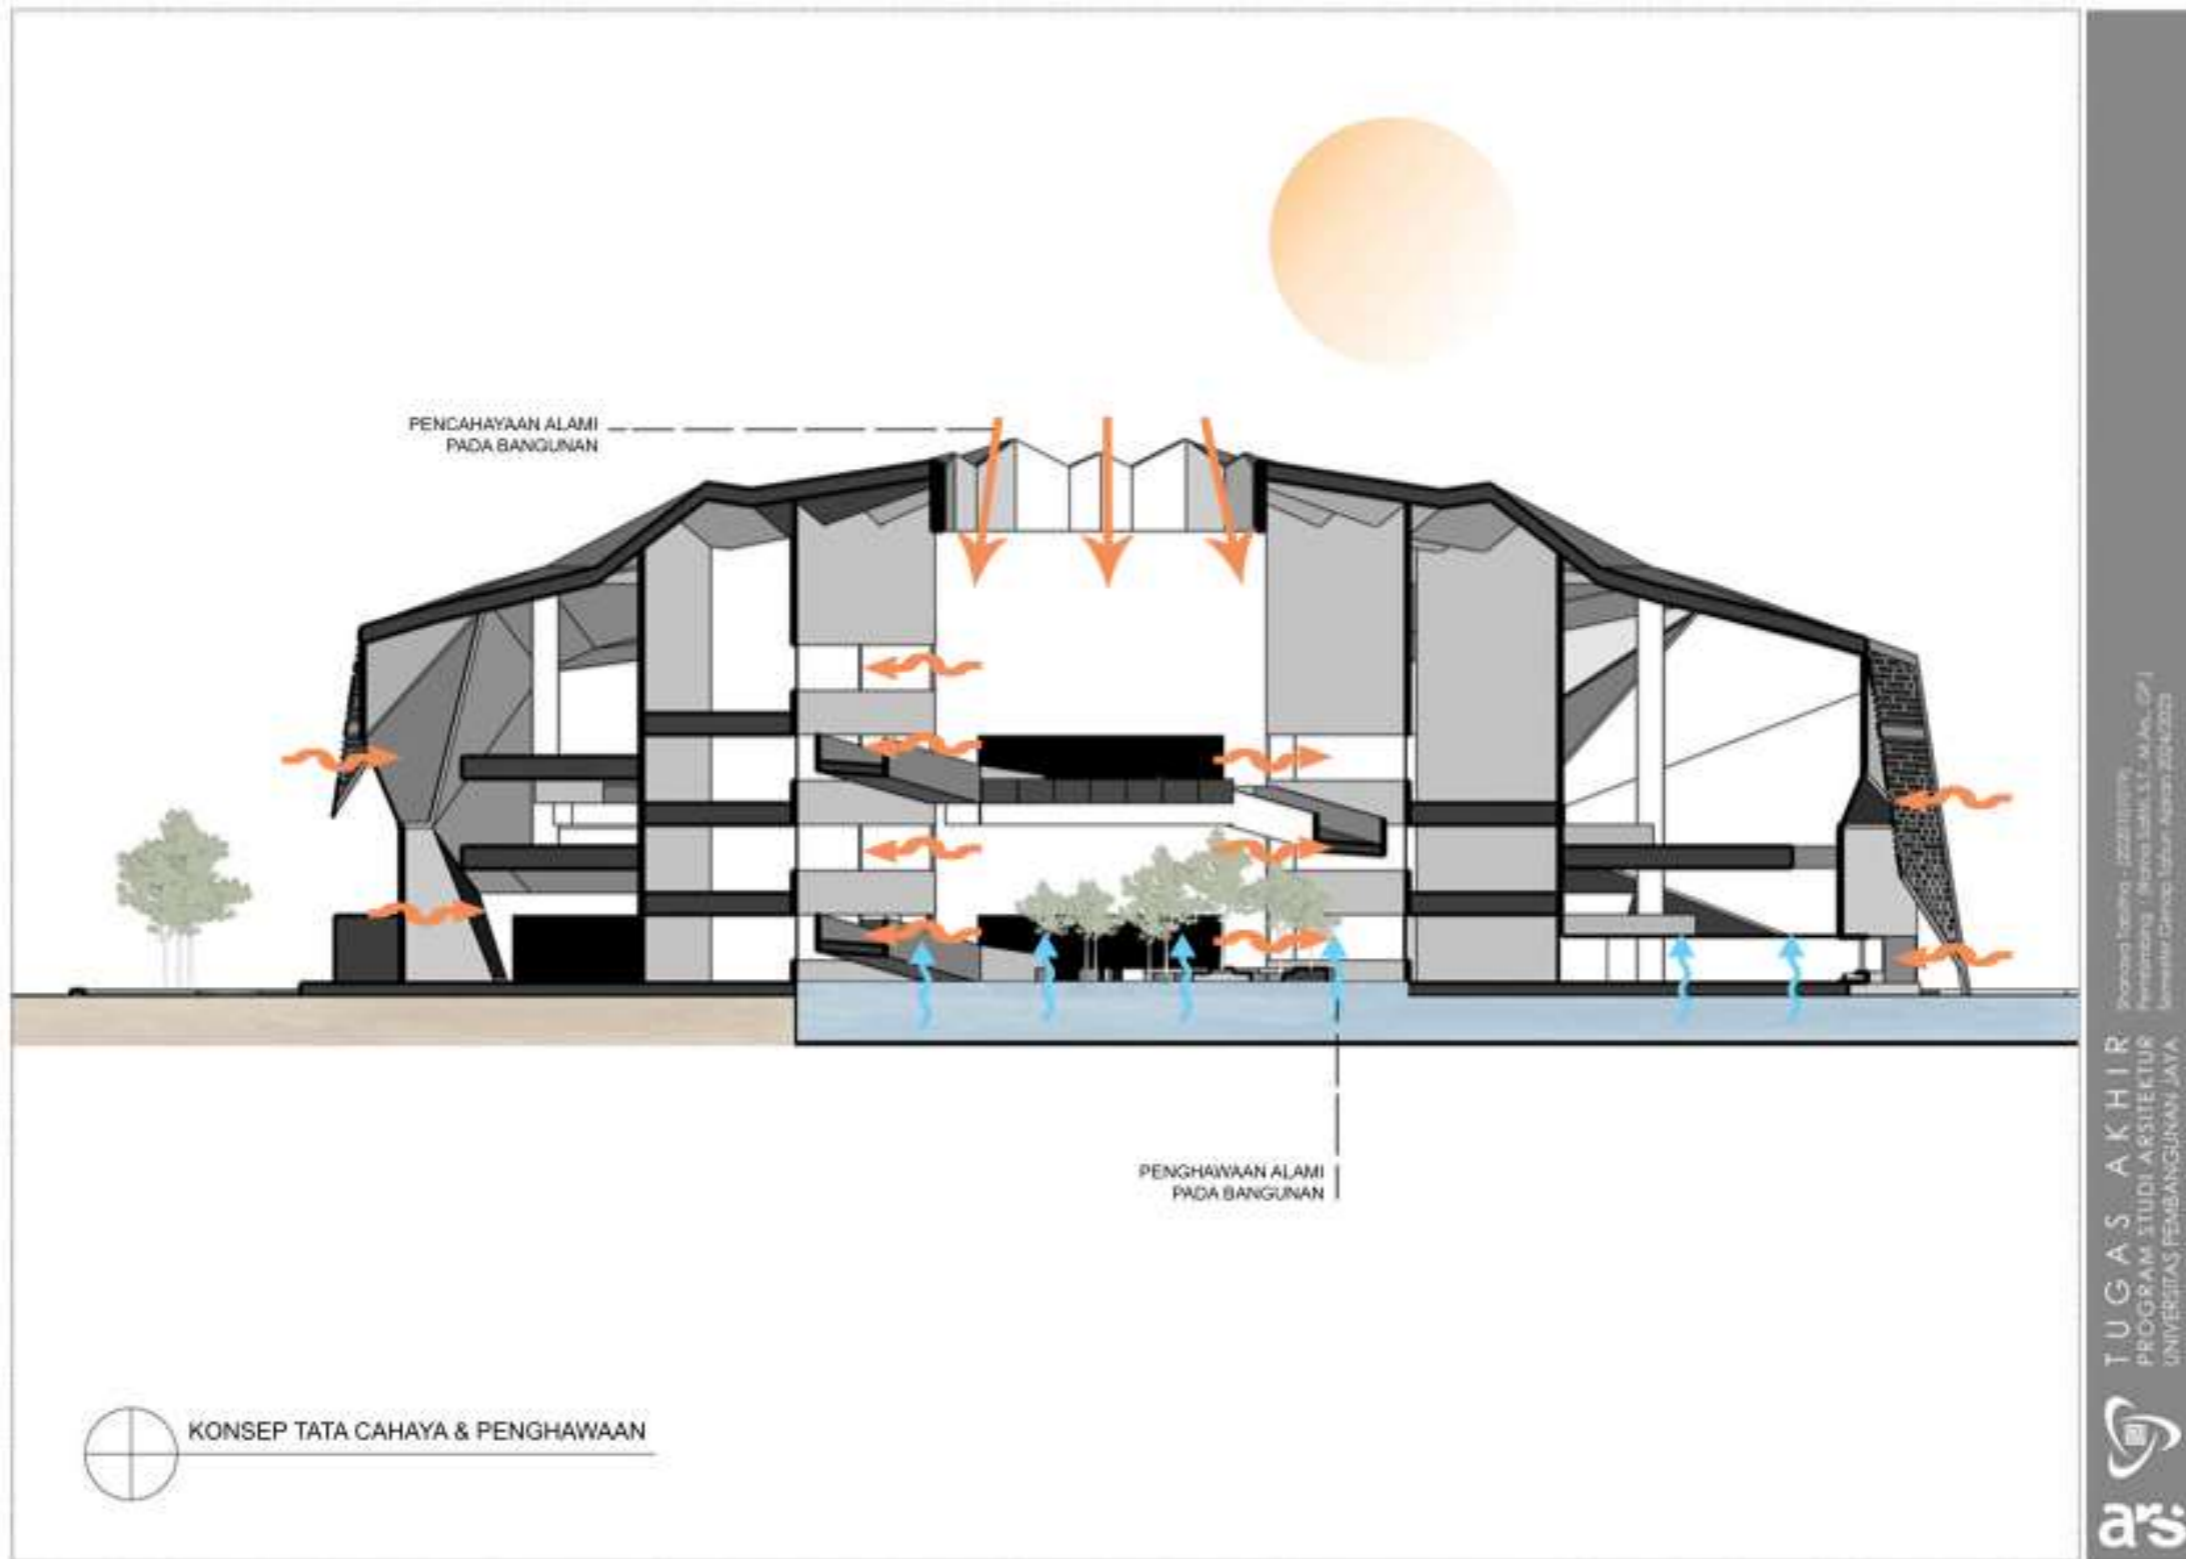 PENCAHAYAAN ALAMI
PADA BANGUNAN
PENGHAWAAN ALAMI
PADA BANGUNAN
KONSEP TATA CAHAYA & PENGHAWAAN
TUGAS AKHIR
PROGRAM STUDI ARSITEKTUR
UNIVERSITAS PEMBANGUNAN JAYA
ars